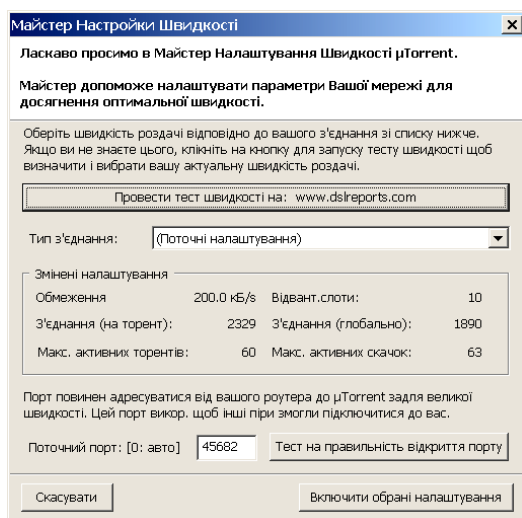 Майстер Настройки Швидкості
Ласкаво просимо в Майстер Налаштування Швидкості µTorrent.
Майстер допоможе налаштувати параметри Вашої мережі для
досягнення оптимальної швидкості.
Оберіть швидкість роздачі відповідно до вашого з'єднання зі списку нижче.
Якщо ви не знаєте цього, клікніть на кнопку для запуску тесту швидкості щоб
визначити і вибрати вашу актуальну швидкість роздачі.
Провести тест швидкості на: www.dslreports.com
Тип з'єднання: (Поточні налаштування)
Змінені налаштування
Обмеження 200.0 кБ/s Відвант.слоти: 10
З'єднання (на торент): 2329 З'єднання (глобально): 1890
Макс. активних торентів: 60 Макс. активних скачок: 63
Порт повинен адресуватися від вашого роутера до µTorrent задля великої
швидкості. Цей порт викор. щоб інші піри змогли підключитися до вас.
Поточний порт: [0: авто] 45682 Тест на правильність відкриття порту
Скасувати Включити обрані налаштування